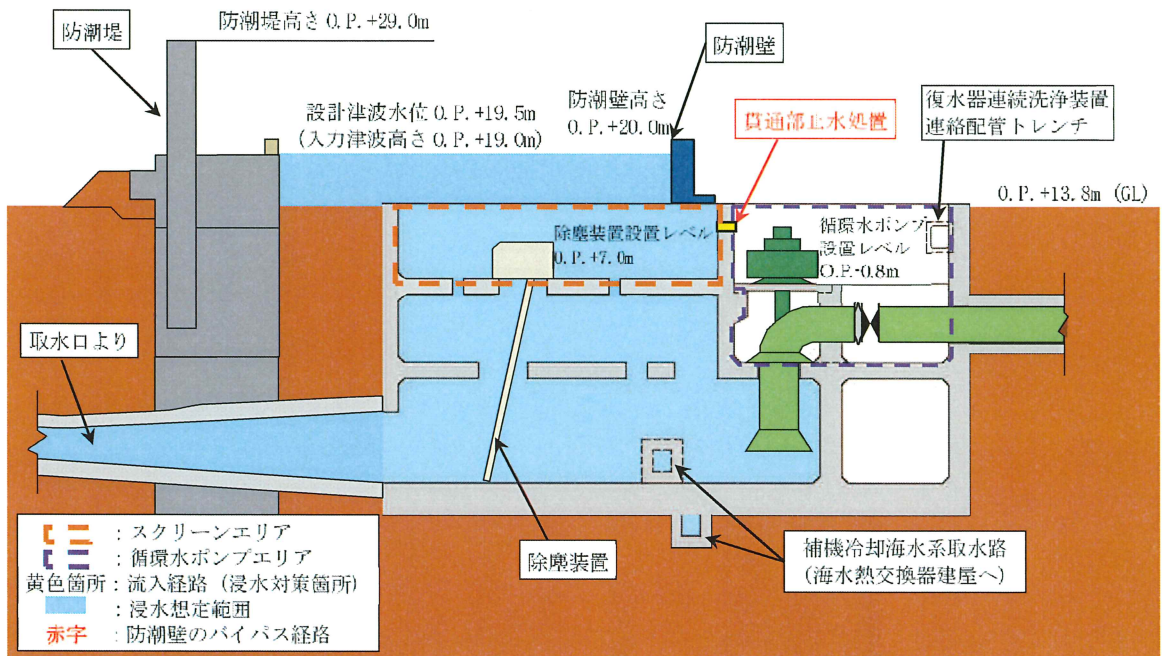 防潮堤高さ O.P.+29.0m
防潮堤
防潮壁
設計津波水位 O.P.+19.5m
(入力津波高さ O.P.+19.0m)
防潮壁高さ
O.P.+20.0m
貫通部止水処置
復水器連続洗浄装置
連絡配管トレンチ
O.P.+13.8m (GL)
除塵装置設置レベル
O.P.+7.0m
循環水ポンプ
設置レベル
O.P.-0.8m
取水口より
除塵装置
補機冷却海水系取水路
(海水熱交換器建屋へ)
：スクリーンエリア
：循環水ポンプエリア
黄色箇所：流入経路（浸水対策箇所）
：浸水想定範囲
赤字：防潮壁のバイパス経路